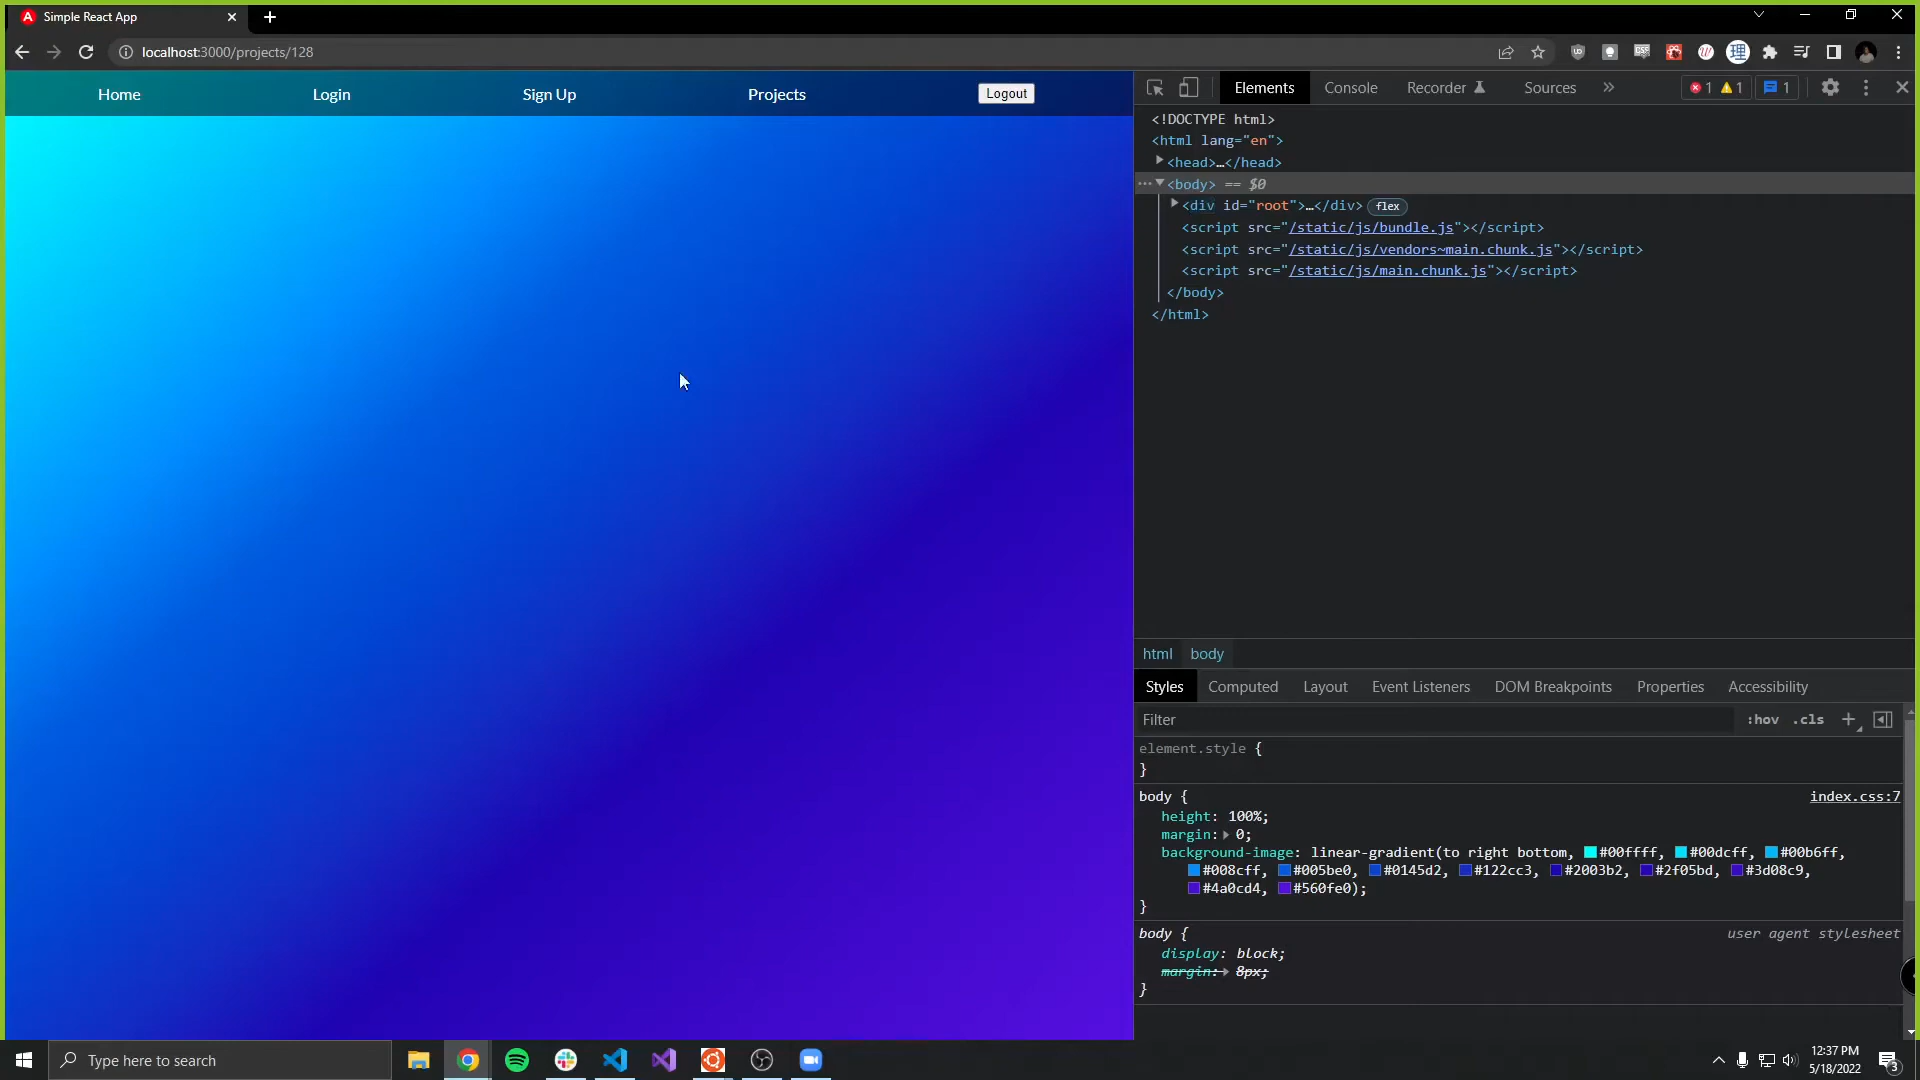 Simple React App
localhost:3000/projects/128
Home Login Sign Up Projects Logout
Elements Console Recorder Sources 1 1 1
<!DOCTYPE html>
<html lang="en">
<head>…</head>
<body> == $0
<div id="root">…</div> flex
<script src="/static/js/bundle.js"></script>
<script src="/static/js/vendors~main.chunk.js"></script>
<script src="/static/js/main.chunk.js"></script>
</body>
</html>
html body
Styles Computed Layout Event Listeners DOM Breakpoints Properties Accessibility
Filter :hov .cls
element.style {
}
body { index.css:7
height: 100%;
margin: 0;
background-image: linear-gradient(to right bottom, #00ffff, #00dcff, #00b6ff,
#008cff, #005be0, #0145d2, #122cc3, #2003b2, #2f05bd, #3d08c9,
#4a0cd4, #560fe0);
}
body { user agent stylesheet
display: block;
margin: 8px;
}
Type here to search
12:37 PM
5/18/2022
3